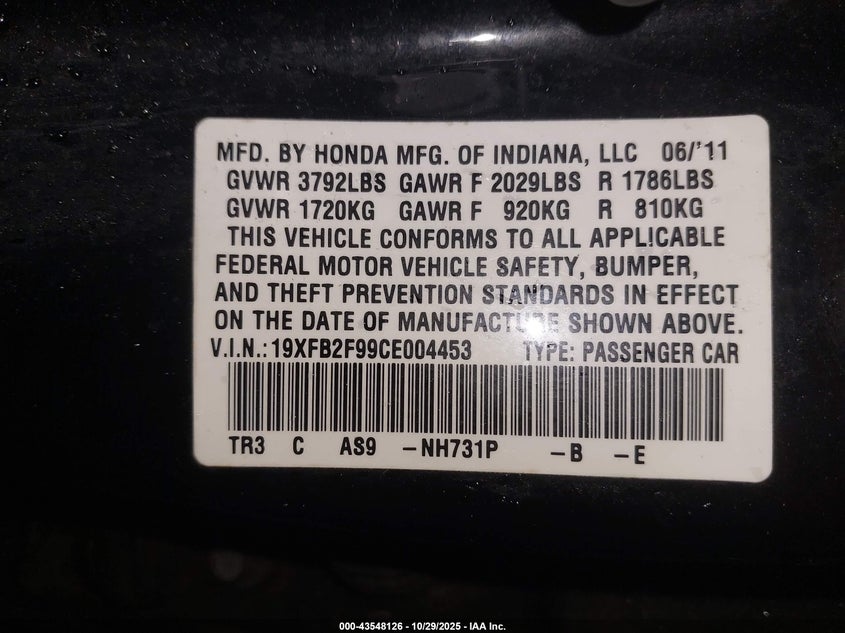 MFD. BY HONDA MFG. OF INDIANA, LLC 06/'11
GVWR 3792LBS GAWR F 2029LBS R 1786LBS
GVWR 1720KG GAWR F 920KG R 810KG
THIS VEHICLE CONFORMS TO ALL APPLICABLE
FEDERAL MOTOR VEHICLE SAFETY, BUMPER,
AND THEFT PREVENTION STANDARDS IN EFFECT
ON THE DATE OF MANUFACTURE SHOWN ABOVE.
V.I.N.:19XFB2F99CE004453 TYPE: PASSENGER CAR
TR3 C AS9 -NH731P -B -E
000-43548126 - 10/29/2025 - IAA Inc.